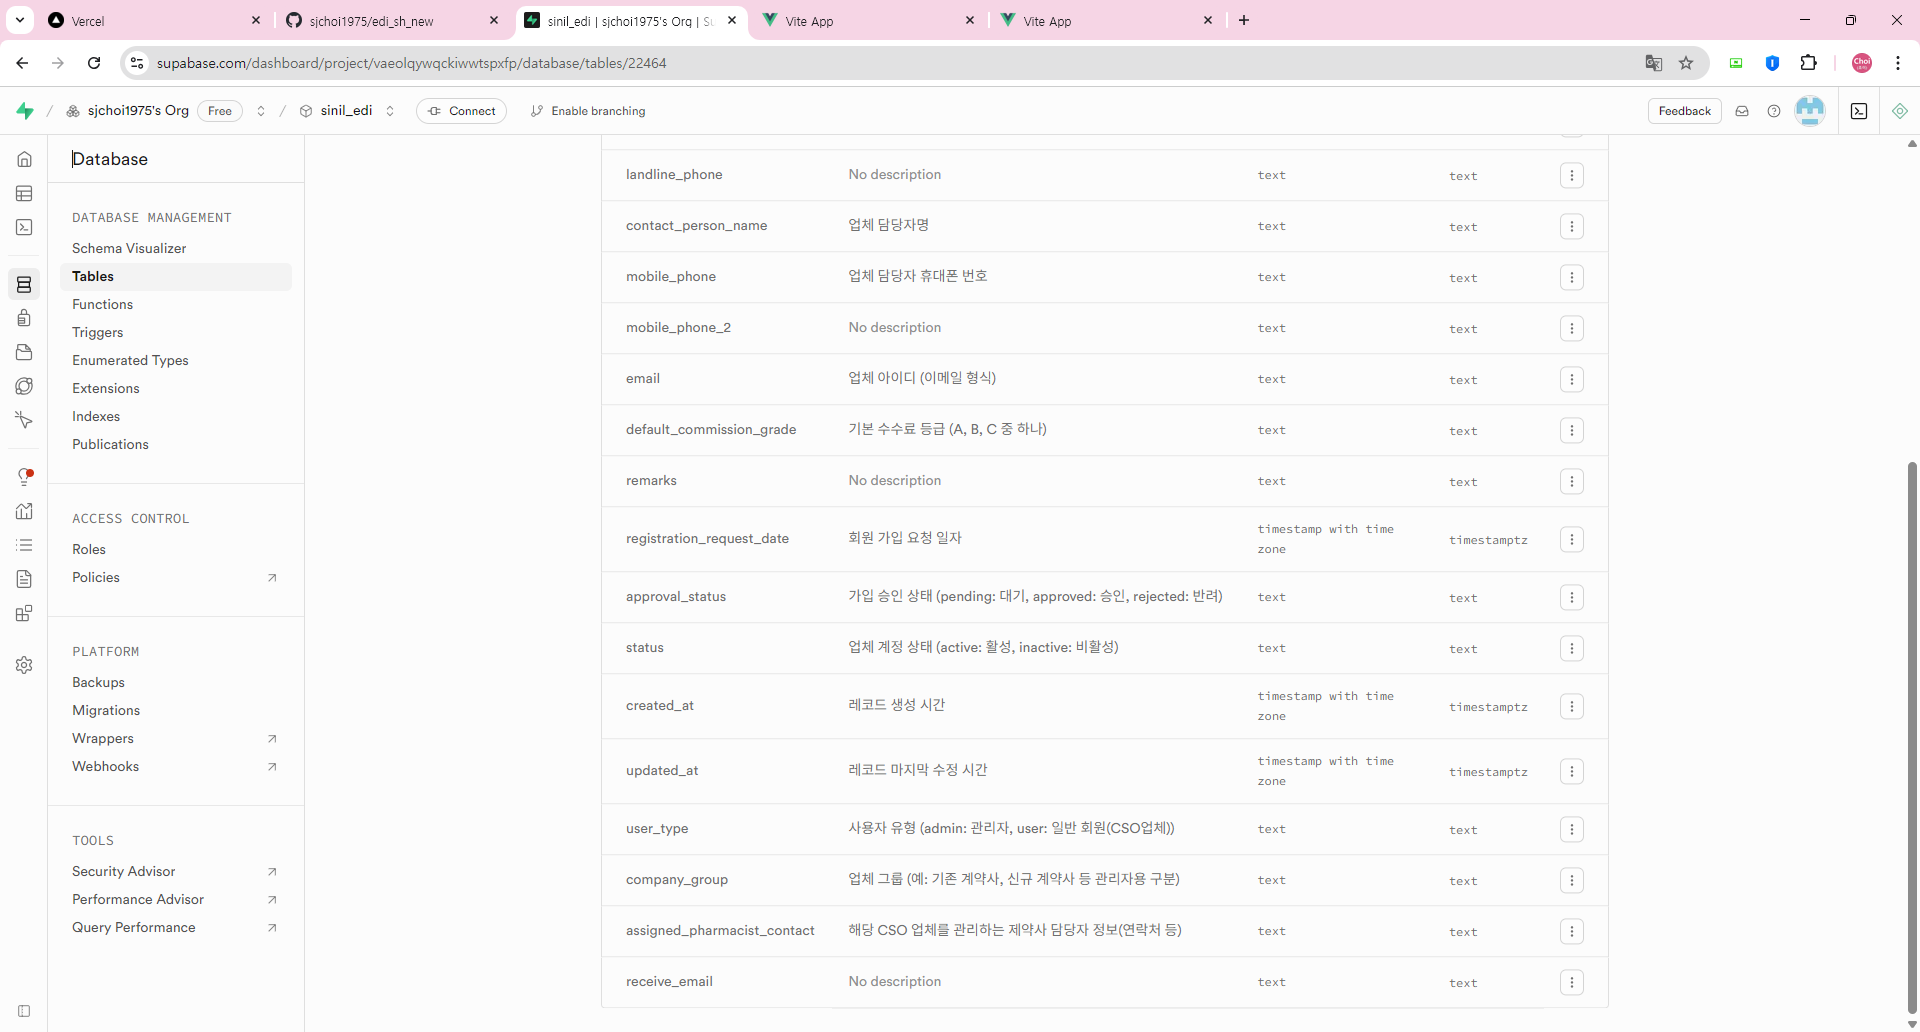 Vercel
sjchoi1975/edi_sh_new
sinil_edi | sjchoi1975's Org | Su
Vite App
Vite App
supabase.com/dashboard/project/vaeolqywqckiwwtspxfp/database/tables/22464
Choi
sjchoi1975's Org
Free
sinil_edi
Connect
Enable branching
Feedback
Database
DATABASE MANAGEMENT
Schema Visualizer
Tables
Functions
Triggers
Enumerated Types
Extensions
Indexes
Publications
ACCESS CONTROL
Roles
Policies
PLATFORM
Backups
Migrations
Wrappers
Webhooks
TOOLS
Security Advisor
Performance Advisor
Query Performance
landline_phone No description text text
contact_person_name 업체 담당자명 text text
mobile_phone 업체 담당자 휴대폰 번호 text text
mobile_phone_2 No description text text
email 업체 아이디 (이메일 형식) text text
default_commission_grade 기본 수수료 등급 (A, B, C 중 하나) text text
remarks No description text text
registration_request_date 회원 가입 요청 일자 timestamp with time zone timestamptz
approval_status 가입 승인 상태 (pending: 대기, approved: 승인, rejected: 반려) text text
status 업체 계정 상태 (active: 활성, inactive: 비활성) text text
created_at 레코드 생성 시간 timestamp with time zone timestamptz
updated_at 레코드 마지막 수정 시간 timestamp with time zone timestamptz
user_type 사용자 유형 (admin: 관리자, user: 일반 회원(CSO업체)) text text
company_group 업체 그룹 (예: 기존 계약사, 신규 계약사 등 관리자용 구분) text text
assigned_pharmacist_contact 해당 CSO 업체를 관리하는 제약사 담당자 정보(연락처 등) text text
receive_email No description text text